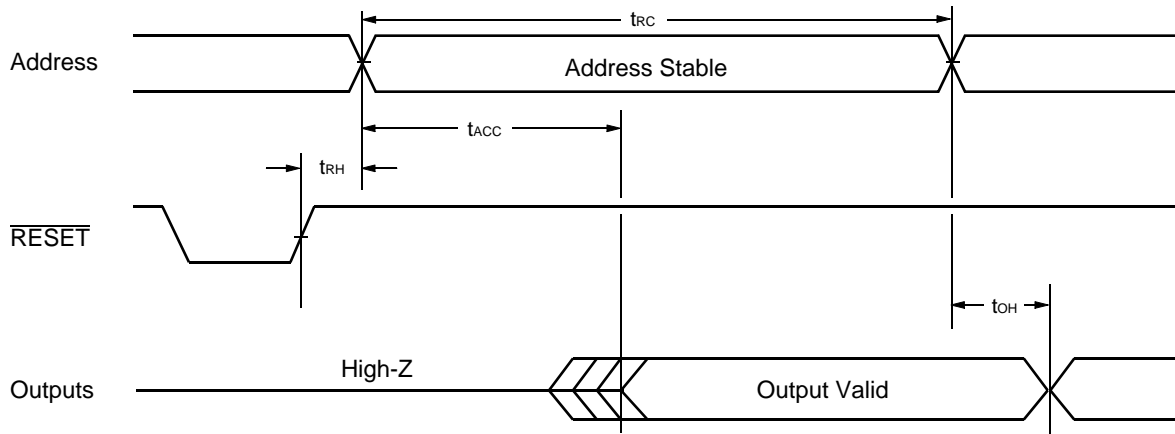 tRC
Address
Address Stable
tACC
tRH
RESET
tOH
High-Z
Outputs
Output Valid